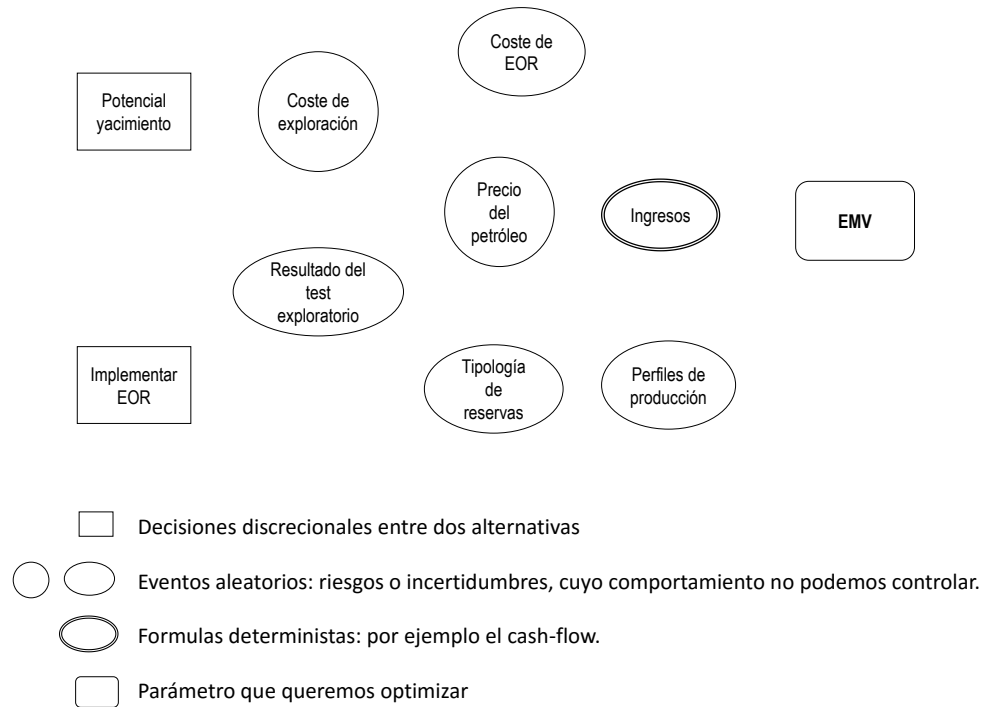 Coste de
EOR
Potencial
yacimiento
Coste de
exploración
Precio
del
petróleo
Ingresos
EMV
Resultado del
test
exploratorio
Implementar
EOR
Tipología
de
reservas
Perfiles de
producción
Decisiones discrecionales entre dos alternativas
Eventos aleatorios: riesgos o incertidumbres, cuyo comportamiento no podemos controlar.
Formulas deterministas: por ejemplo el cash-flow.
Parámetro que queremos optimizar